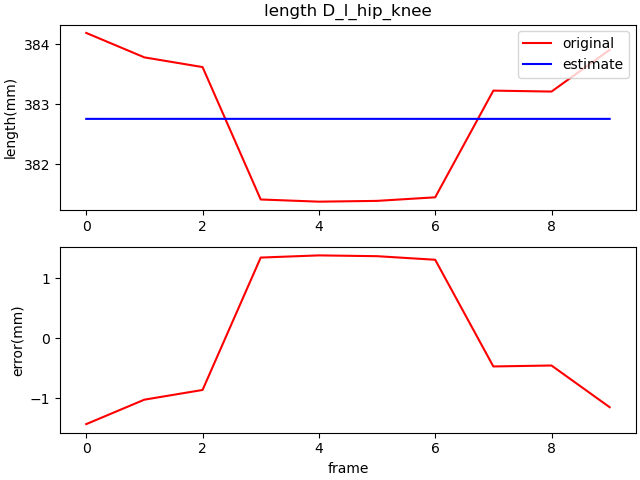 length D_l_hip_knee
original
estimate
length(mm)
384
383
382
0 2 4 6 8
error(mm)
1
0
−1
0 2 4 6 8
frame